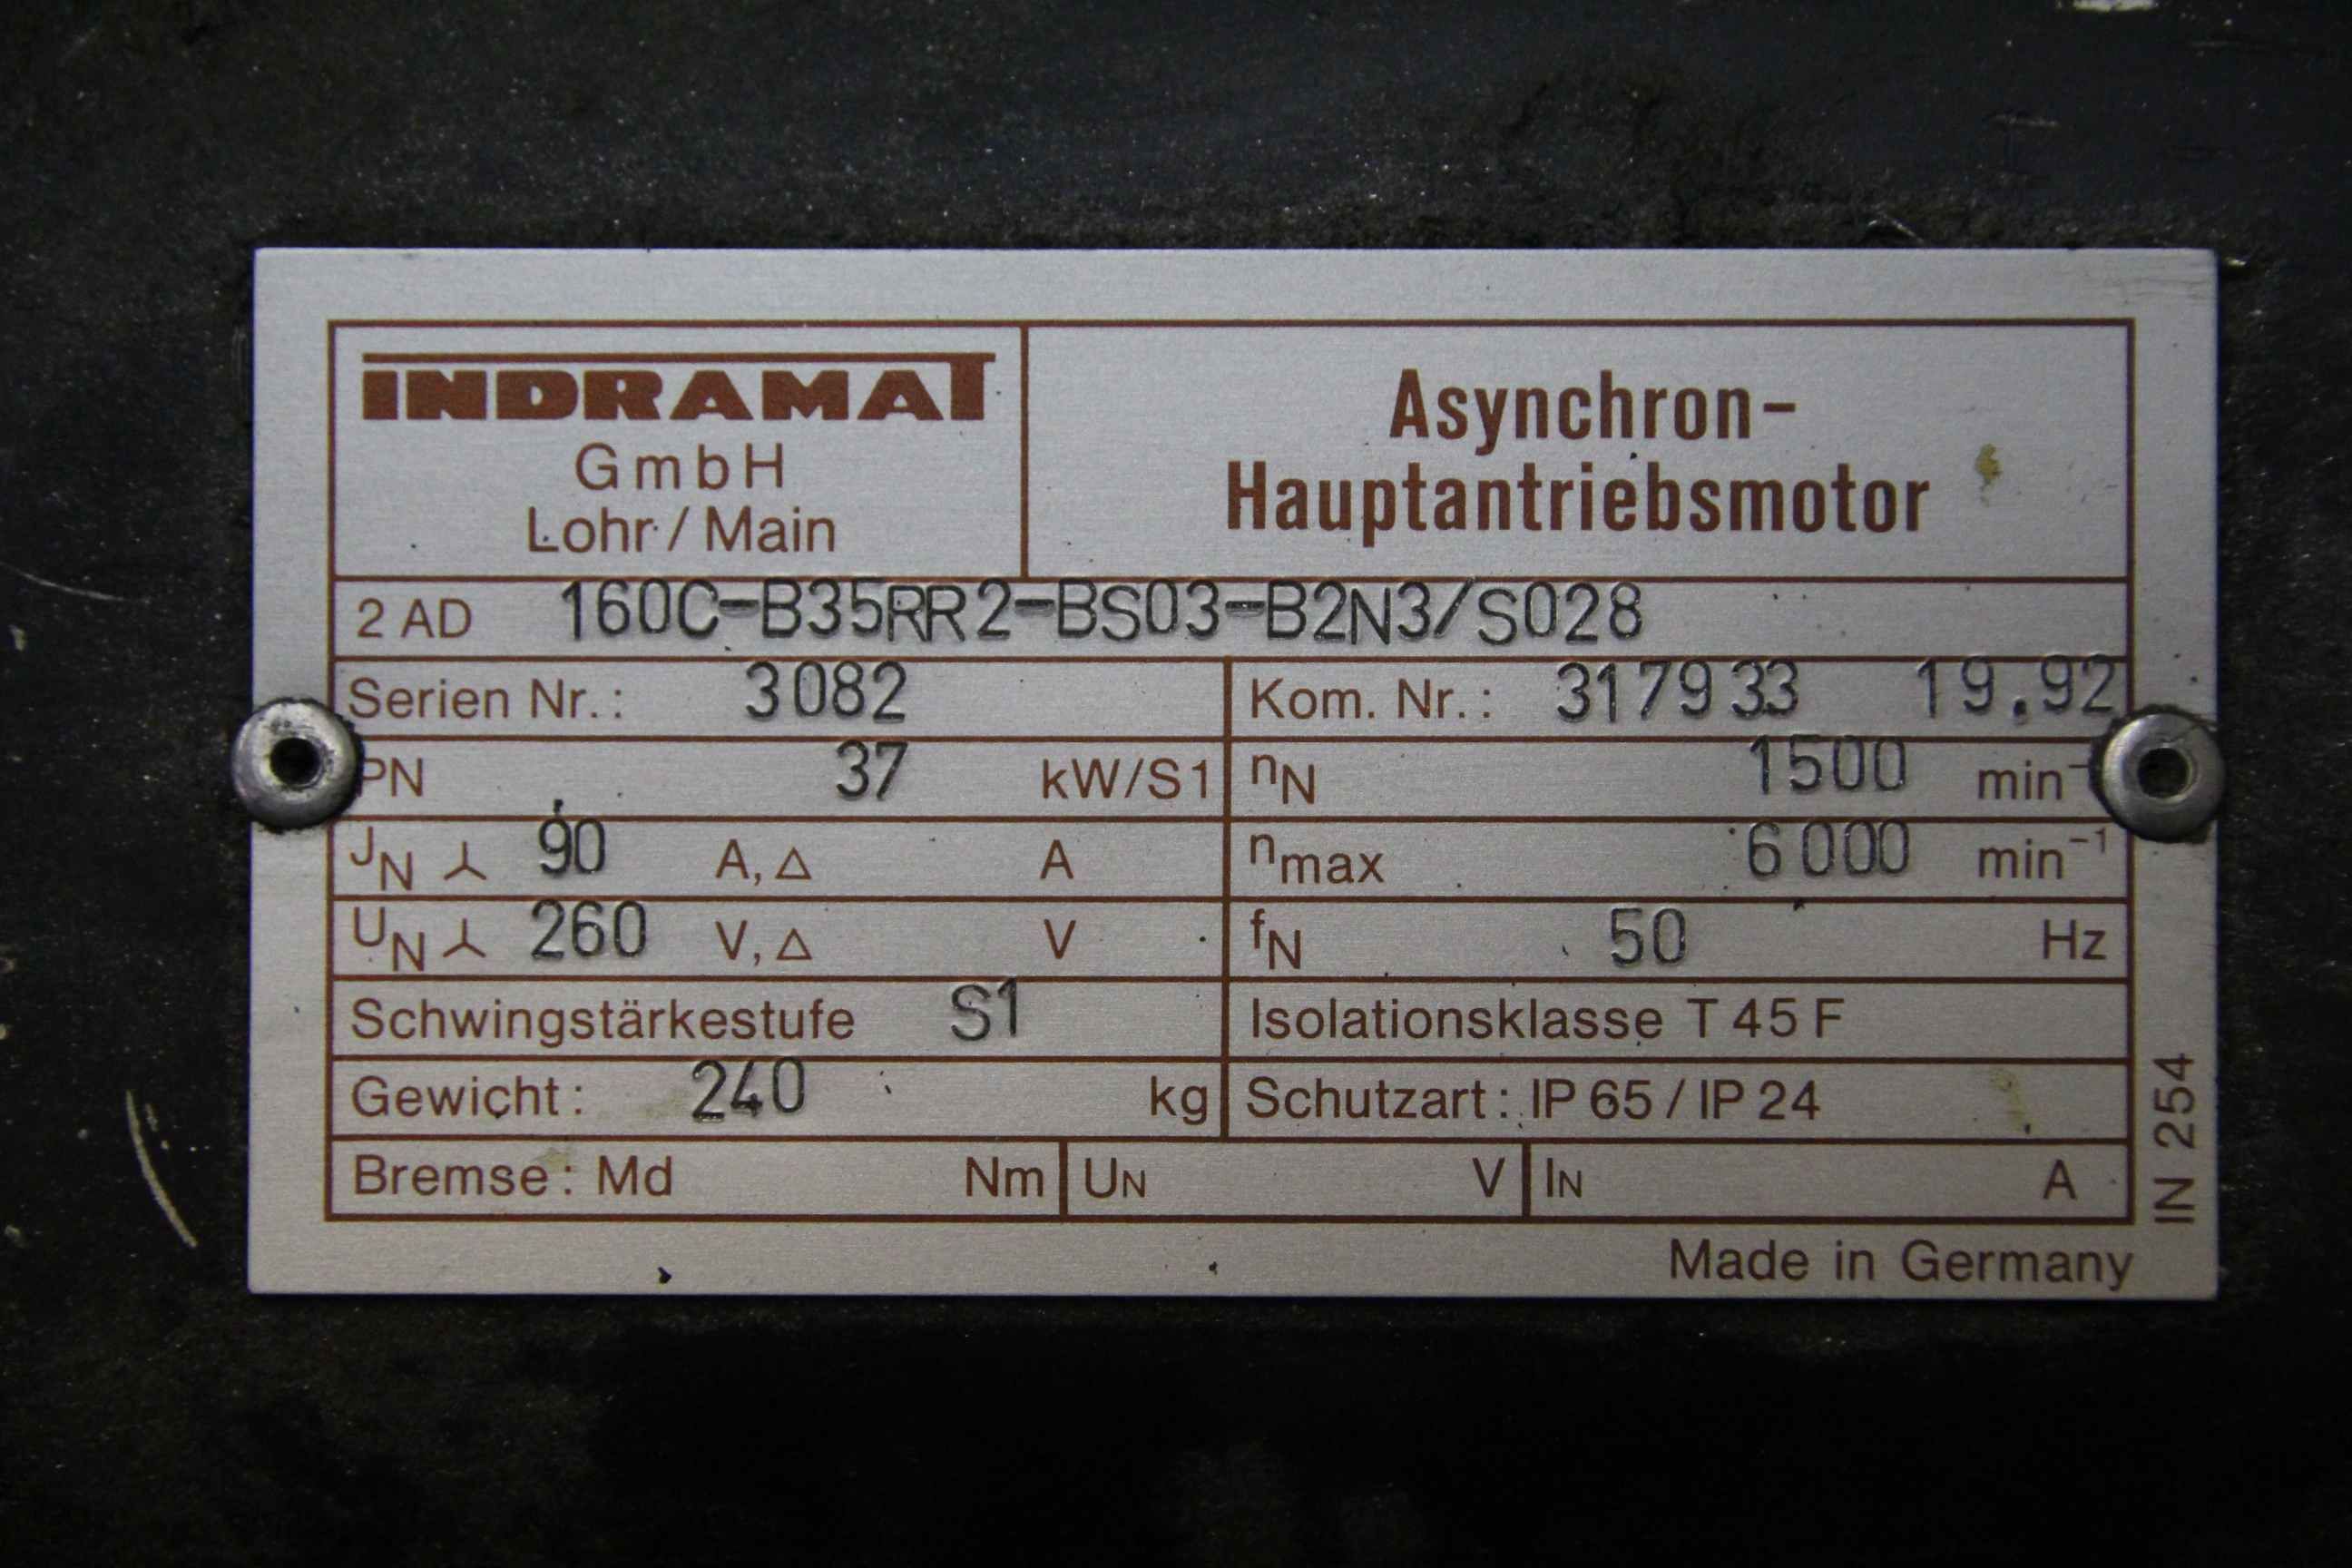 INDRAMAT
GmbH
Lohr / Main
Asynchron-
Hauptantriebsmotor
2 AD 160C-B35RR2-BS03-B2N3/S028
Serien Nr.: 3082 Kom. Nr.: 317933 19.92
PN 37 kW/S1 nN 1500 min⁻
JN ⅄ 90 A, △ A nmax 6000 min⁻¹
UN ⅄ 260 V, △ V fN 50 Hz
Schwingstärkestufe S1 Isolationsklasse T 45 F
Gewicht: 240 kg Schutzart: IP 65 / IP 24
Bremse: Md Nm UN V IN A
IN 254
Made in Germany